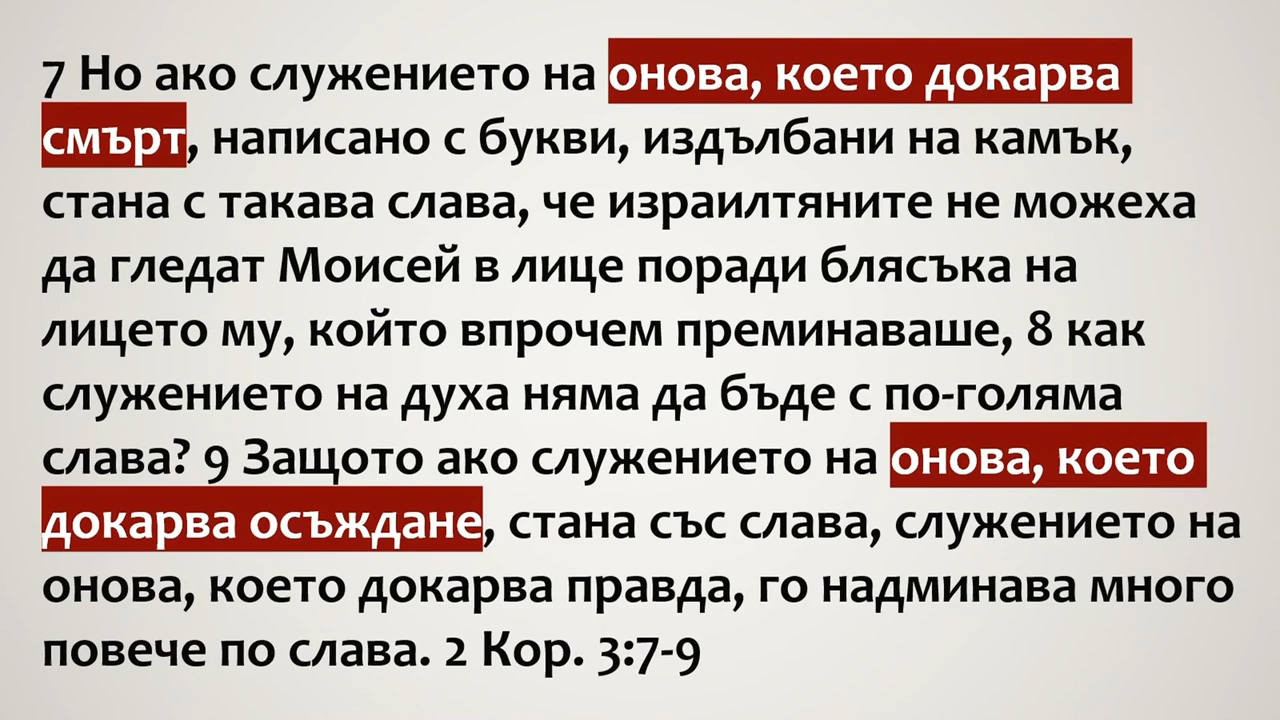 7 Но ако служението на онова, което докарва
смърт, написано с букви, издълбани на камък,
стана с такава слава, че израилтяните не можеха
да гледат Моисей в лице поради блясъка на
лицето му, който впрочем преминаваше, 8 как
служението на духа няма да бъде с по-голяма
слава? 9 Защото ако служението на онова, което
докарва осъждане, стана със слава, служението на
онова, което докарва правда, го надминава много
повече по слава. 2 Кор. 3:7-9